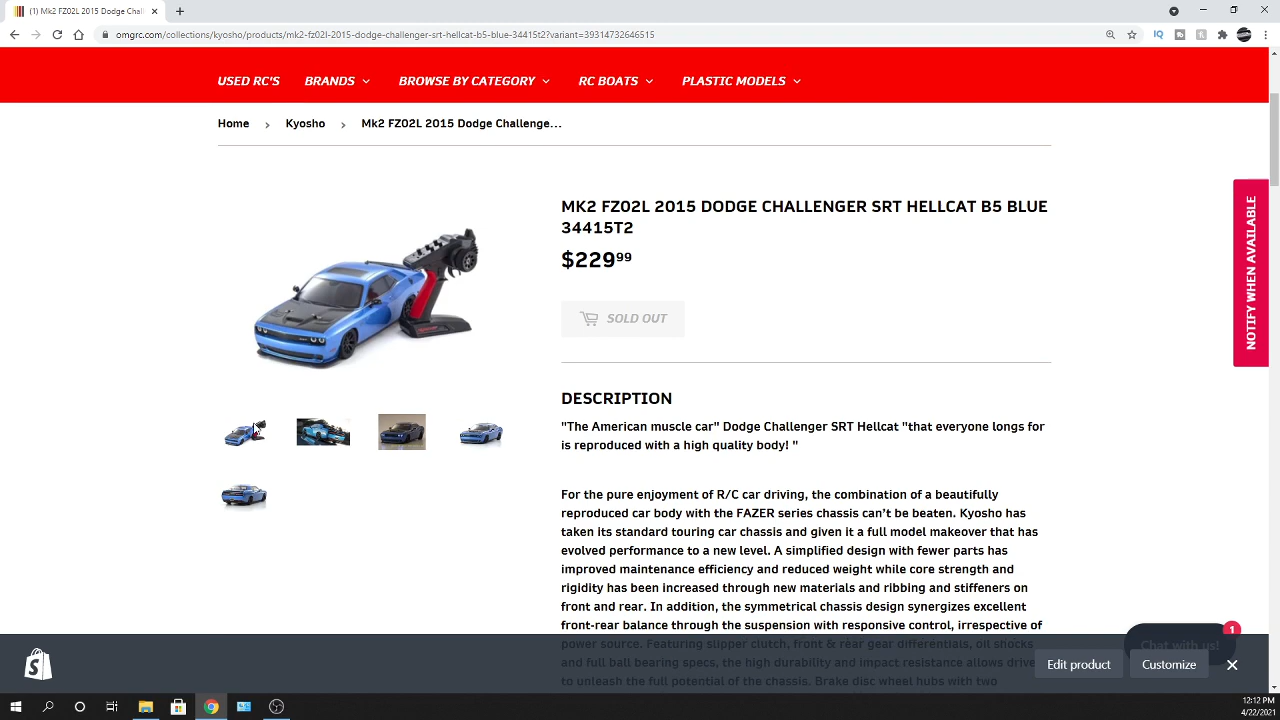 (1) Mk2 FZ02L 2015 Dodge Chall
omgrc.com/collections/kyosho/products/mk2-fz02l-2015-dodge-challenger-srt-hellcat-b5-blue-34415t2?variant=39314732646515
IQ
USED RC'S BRANDS BROWSE BY CATEGORY RC BOATS PLASTIC MODELS
Home › Kyosho › Mk2 FZ02L 2015 Dodge Challenge...
MK2 FZ02L 2015 DODGE CHALLENGER SRT HELLCAT B5 BLUE
34415T2
$229 99
SOLD OUT
NOTIFY WHEN AVAILABLE
DESCRIPTION
"The American muscle car" Dodge Challenger SRT Hellcat "that everyone longs for
is reproduced with a high quality body! "
For the pure enjoyment of R/C car driving, the combination of a beautifully
reproduced car body with the FAZER series chassis can’t be beaten. Kyosho has
taken its standard touring car chassis and given it a full model makeover that has
evolved performance to a new level. A simplified design with fewer parts has
improved maintenance efficiency and reduced weight while core strength and
rigidity has been increased through new materials and ribbing and stiffeners on
front and rear. In addition, the symmetrical chassis design synergizes excellent
front-rear balance through the suspension with responsive control, irrespective of
power source. Featuring slipper clutch, front & rear gear differentials, oil shocks
and full ball bearing specs, the high durability and impact resistance allows drive
to unleash the full potential of the chassis. Brake disc wheel hubs with two
1
Chat with us!
Edit product Customize
12:12 PM
4/22/2021